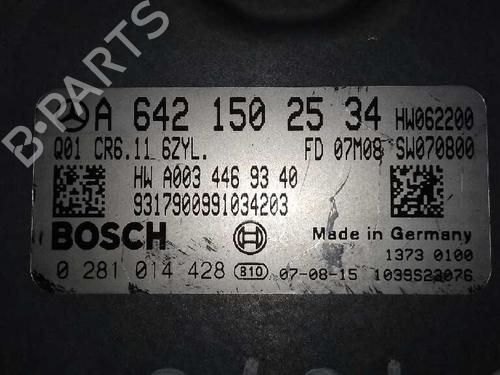 B-PARTS
A 642 150 25 34 HW062200
Q01 CR6.11 6ZYL. FD 07M08 SW070800
HW A003 446 93 40
9317900991034203
BOSCH
Made in Germany
1373 0100
0 281 014 428 B10 07-08-15 1039S23076